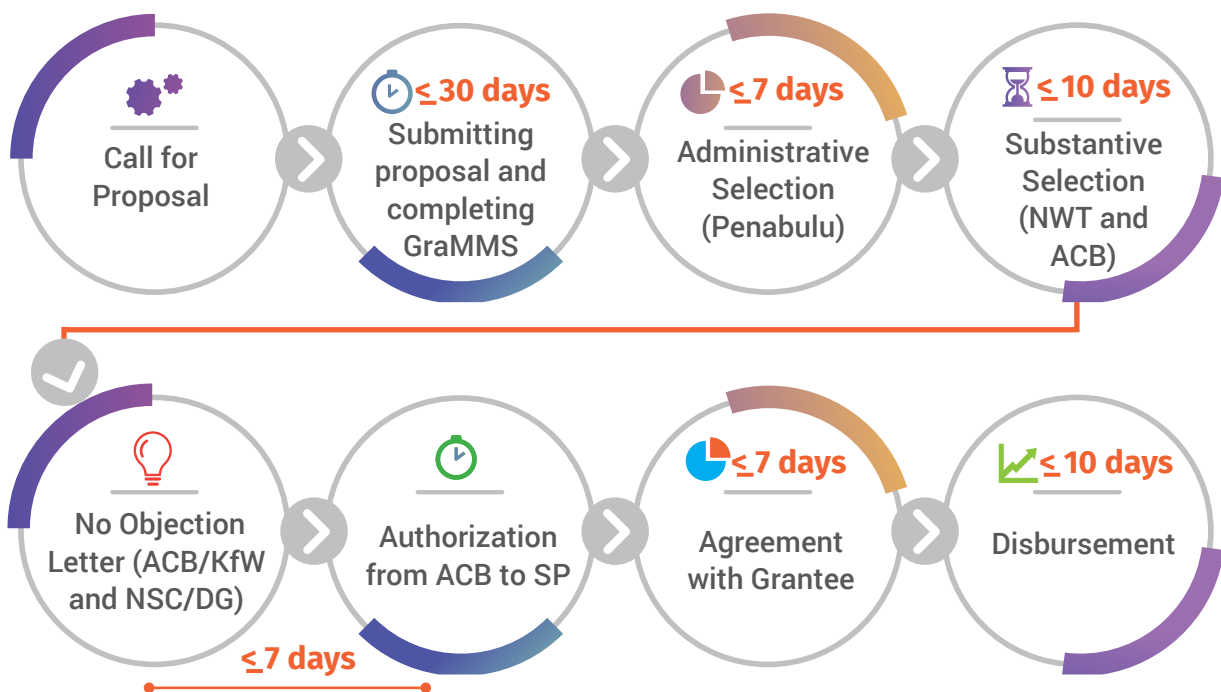 Call for
Proposal
≤ 30 days
Submitting
proposal and
completing
GraMMS
≤ 7 days
Administrative
Selection
(Penabulu)
≤ 10 days
Substantive
Selection
(NWT and
ACB)
No Objection
Letter (ACB/KfW
and NSC/DG)
Authorization
from ACB to SP
≤ 7 days
≤ 7 days
Agreement
with Grantee
≤ 10 days
Disbursement